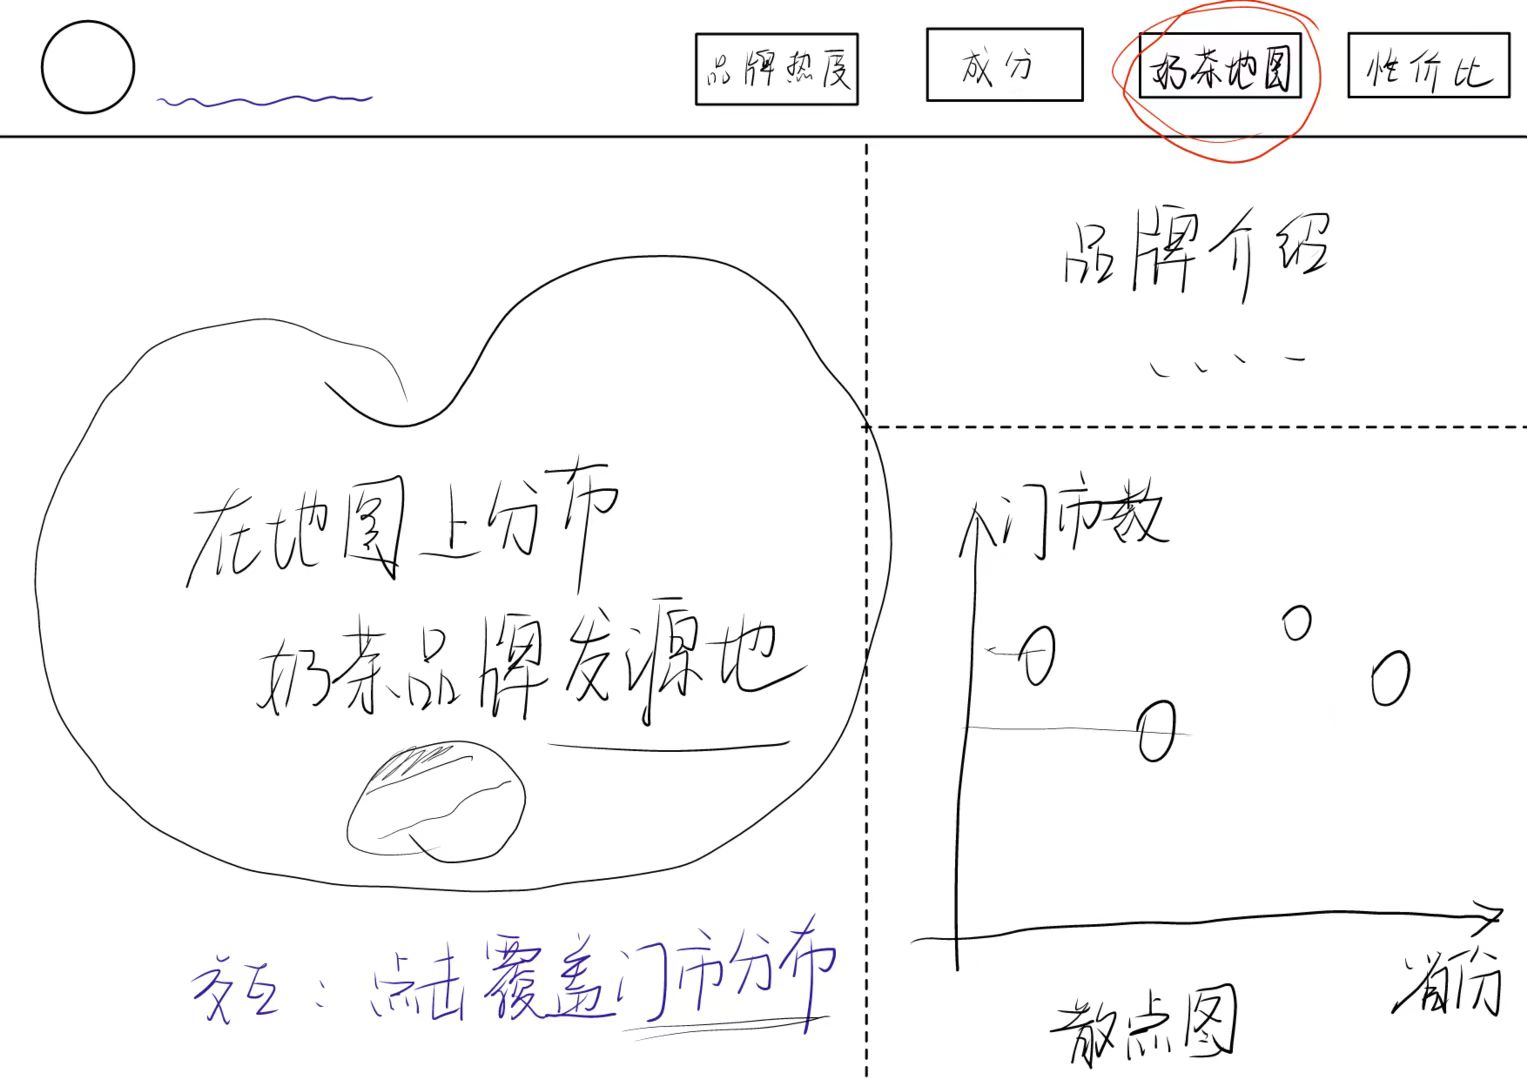 品牌热度
成分
奶茶地图
性价比
品牌介绍
在地图上分布
奶茶品牌发源地
门市数
省份
散点图
交互：点击覆盖门市分布